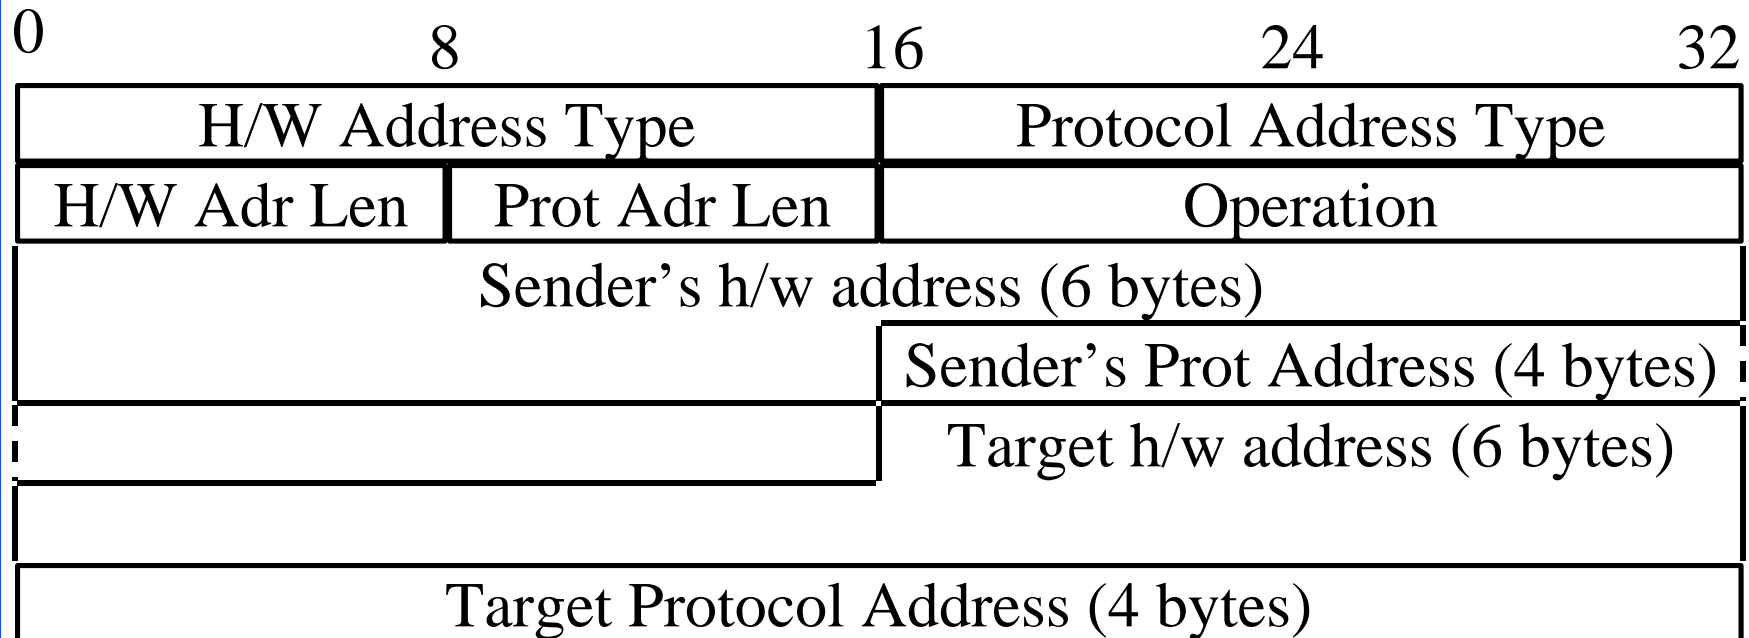 0 8 16 24 32
H/W Address Type Protocol Address Type
H/W Adr Len Prot Adr Len Operation
Sender’s h/w address (6 bytes)
Sender’s Prot Address (4 bytes)
Target h/w address (6 bytes)
Target Protocol Address (4 bytes)